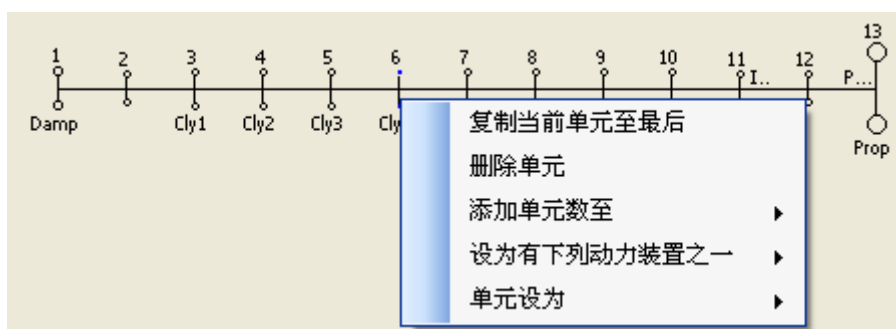 1 2 3 4 5 6 7 8 9 10 11 12 13
I.. P...
Damp Cly1 Cly2 Cly3 Cly Prop
复制当前单元至最后
删除单元
添加单元数至
设为有下列动力装置之一
单元设为